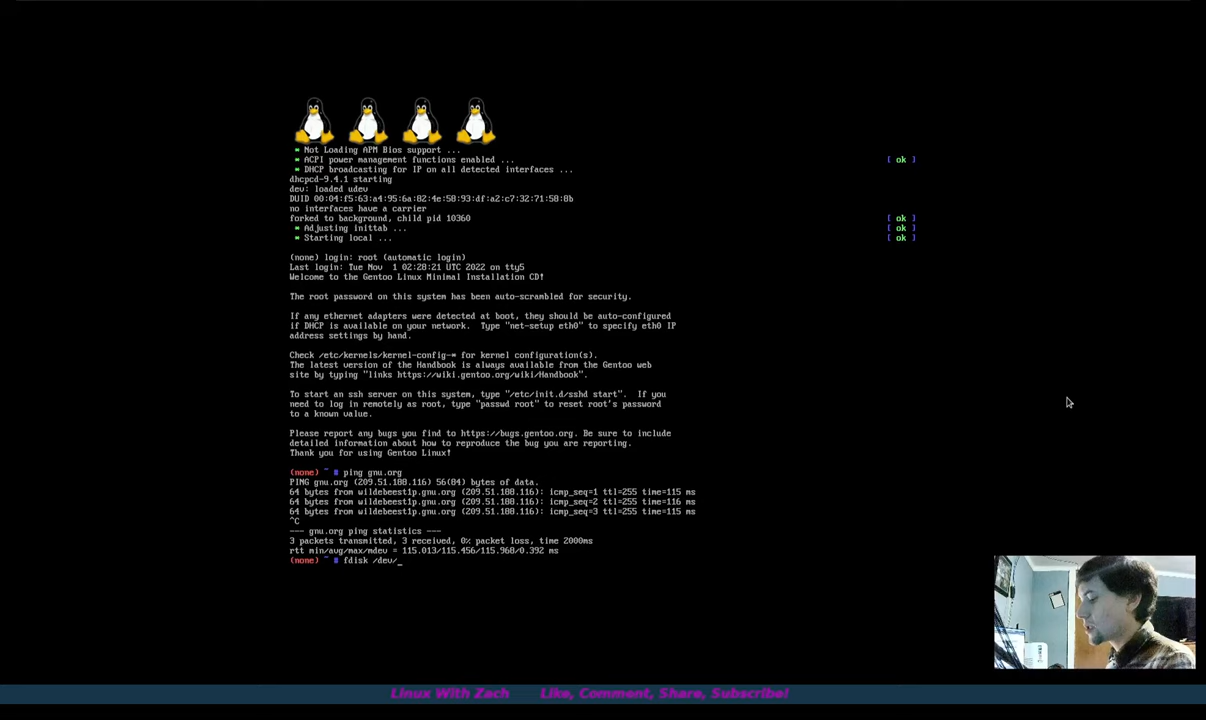 * Not Loading APM Bios support ...
* ACPI power management functions enabled ... [ ok ]
* DHCP broadcasting for IP on all detected interfaces ...
dhcpcd-9.4.1 starting
dev: loaded udev
DUID 00:04:f5:63:a4:95:6a:82:4e:58:93:df:a2:c7:32:71:58:8b
no interfaces have a carrier
forked to background, child pid 10360 [ ok ]
* Adjusting inittab ... [ ok ]
* Starting local ... [ ok ]
(none) login: root (automatic login)
Last login: Tue Nov  1 02:28:21 UTC 2022 on tty5
Welcome to the Gentoo Linux Minimal Installation CD!
The root password on this system has been auto-scrambled for security.
If any ethernet adapters were detected at boot, they should be auto-configured
if DHCP is available on your network.  Type "net-setup eth0" to specify eth0 IP
address settings by hand.
Check /etc/kernels/kernel-config-* for kernel configuration(s).
The latest version of the Handbook is always available from the Gentoo web
site by typing "links https://wiki.gentoo.org/wiki/Handbook".
To start an ssh server on this system, type "/etc/init.d/sshd start".  If you
need to log in remotely as root, type "passwd root" to reset root's password
to a known value.
Please report any bugs you find to https://bugs.gentoo.org. Be sure to include
detailed information about how to reproduce the bug you are reporting.
Thank you for using Gentoo Linux!
(none) ~ # ping gnu.org
PING gnu.org (209.51.188.116) 56(84) bytes of data.
64 bytes from wildebeest1p.gnu.org (209.51.188.116): icmp_seq=1 ttl=255 time=115 ms
64 bytes from wildebeest1p.gnu.org (209.51.188.116): icmp_seq=2 ttl=255 time=116 ms
64 bytes from wildebeest1p.gnu.org (209.51.188.116): icmp_seq=3 ttl=255 time=115 ms
^C
--- gnu.org ping statistics ---
3 packets transmitted, 3 received, 0% packet loss, time 2000ms
rtt min/avg/max/mdev = 115.013/115.456/115.968/0.392 ms
(none) ~ # fdisk /dev/_
Linux With Zach Like, Comment, Share, Subscribe!